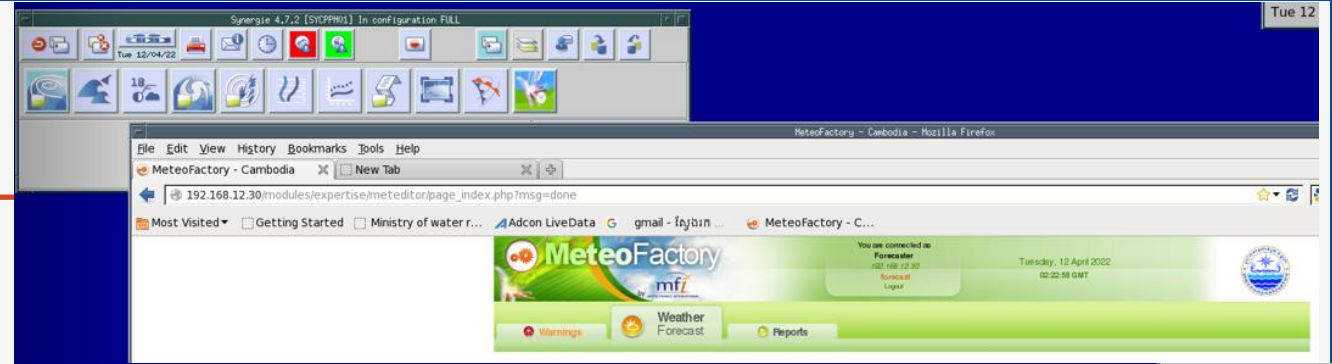 Tue 12
Synergie 4,7,2 [SYCPPM01] In configuration FULL
Tue 12/04/22
18
MeteoFactory - Cambodia - Mozilla Firefox
File Edit View History Bookmarks Tools Help
MeteoFactory - Cambodia New Tab
192.168.12.30/modules/expertise/meteditor/page_index.php?msg=done
Most Visited Getting Started Ministry of water r... Adcon LiveData G gmail - ស្វែងរក ... MeteoFactory - C...
MeteoFactory
by mfi
You are connected as
Forecaster
192.168.12.30
forecast
Logout
Tuesday, 12 April 2022
02:22:58 GMT
Warnings
Weather
Forecast
Reports